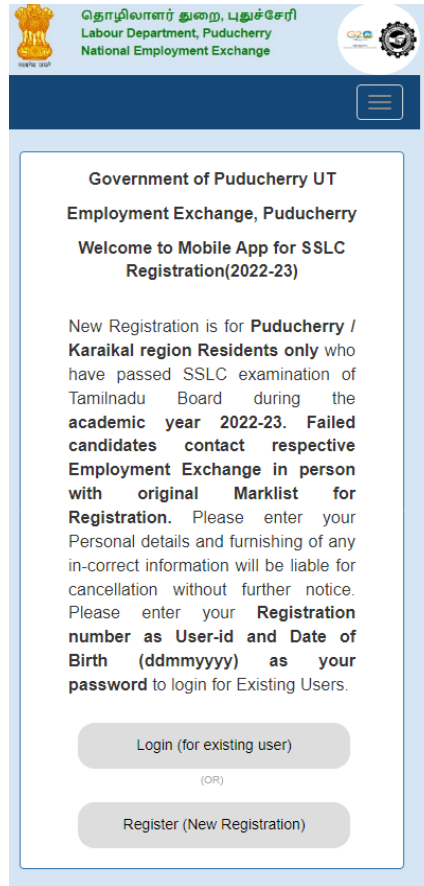 தொழிலாளர் துறை, புதுச்சேரி
Labour Department, Puducherry
National Employment Exchange
सत्यमेव जयते
G20
Government of Puducherry UT
Employment Exchange, Puducherry
Welcome to Mobile App for SSLC
Registration(2022-23)
New Registration is for Puducherry /
Karaikal region Residents only who
have passed SSLC examination of
Tamilnadu Board during the
academic year 2022-23. Failed
candidates contact respective
Employment Exchange in person
with original Marklist for
Registration. Please enter your
Personal details and furnishing of any
in-correct information will be liable for
cancellation without further notice.
Please enter your Registration
number as User-id and Date of
Birth (ddmmyyyy) as your
password to login for Existing Users.
Login (for existing user)
(OR)
Register (New Registration)